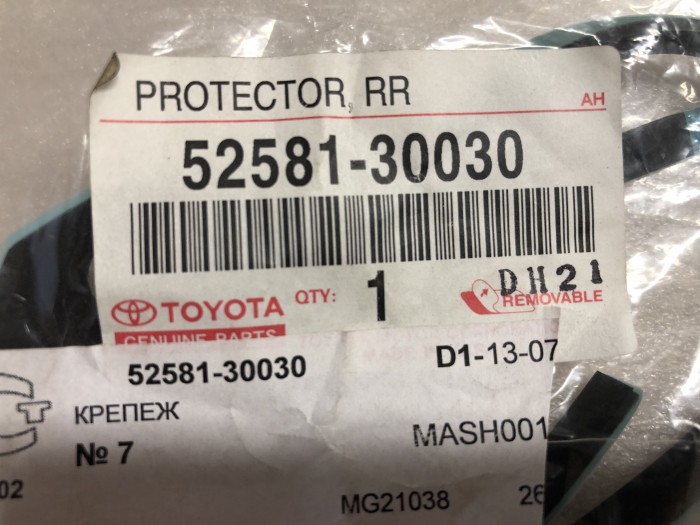 PROTECTOR, RR
AH
52581-30030
TOYOTA QTY: 1 DH21
REMOVABLE
GENUINE PARTS
52581-30030 D1-13-07
КРЕПЕЖ
MASH001
№ 7
02
MG21038 26